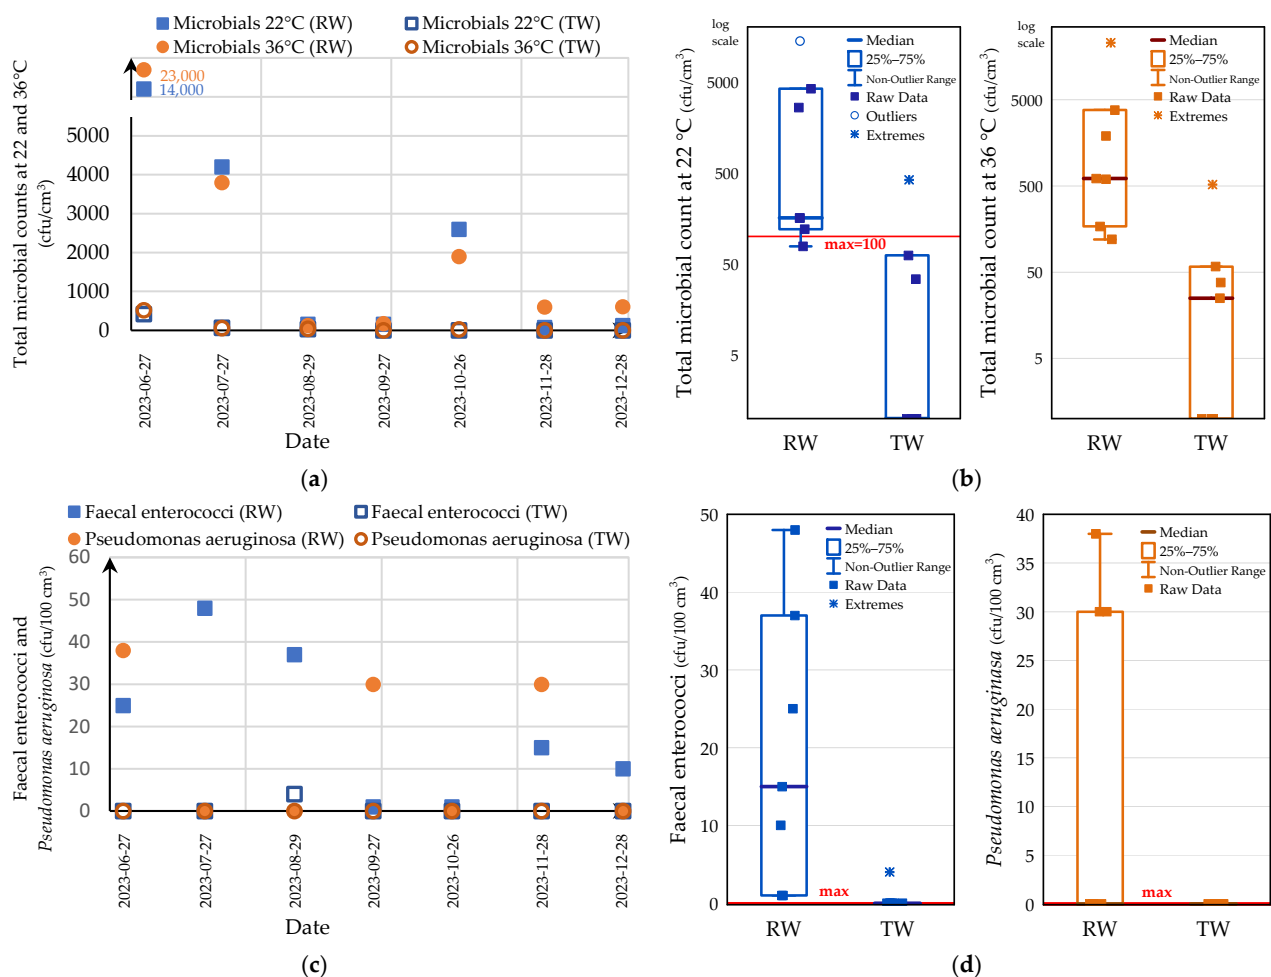 Microbials 22°C (RW)
Microbials 22°C (TW)
Microbials 36°C (RW)
Microbials 36°C (TW)
Total microbial counts at 22 and 36°C
(cfu/cm³)
23,000
14,000
5000
4000
3000
2000
1000
0
2023-06-27
2023-07-27
2023-08-29
2023-09-27
2023-10-26
2023-11-28
2023-12-28
Date
(a)
Total microbial count at 22 °C (cfu/cm³)
log
scale
5000
500
50
5
Median
25%–75%
Non-Outlier Range
Raw Data
Outliers
Extremes
max=100
RW
TW
Total microbial count at 36 °C (cfu/cm³)
log
scale
5000
500
50
5
Median
25%–75%
Non-Outlier Range
Raw Data
Extremes
RW
TW
(b)
Faecal enterococci (RW)
Faecal enterococci (TW)
Pseudomonas aeruginosa (RW)
Pseudomonas aeruginosa (TW)
Faecal enterococci and
Pseudomonas aeruginosa (cfu/100 cm³)
60
50
40
30
20
10
0
2023-06-27
2023-07-27
2023-08-29
2023-09-27
2023-10-26
2023-11-28
2023-12-28
Date
(c)
Faecal enterococci (cfu/100 cm³)
50
40
30
20
10
0
Median
25%–75%
Non-Outlier Range
Raw Data
Extremes
max
RW
TW
Pseudomonas aeruginasa (cfu/100 cm³)
40
35
30
25
20
15
10
5
0
Median
25%–75%
Non-Outlier Range
Raw Data
max
RW
TW
(d)